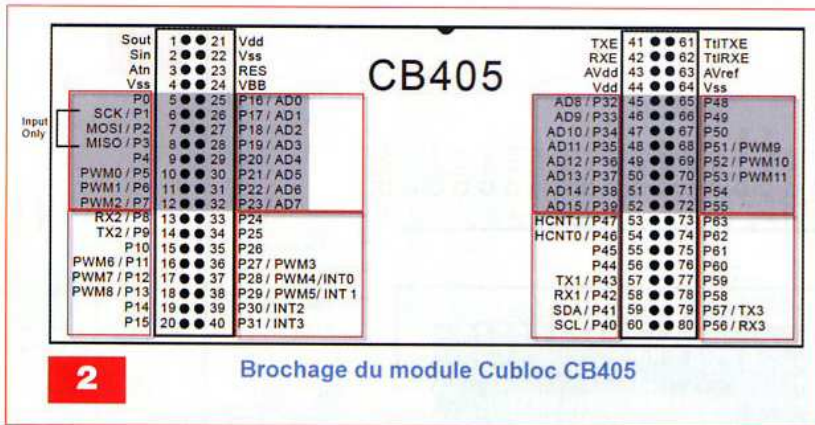 CB405
Sout 1 21 Vdd TXE 41 61 TtlTXE
Sin 2 22 Vss RXE 42 62 TtlRXE
Atn 3 23 RES AVdd 43 63 AVref
Vss 4 24 VBB Vdd 44 64 Vss
P0 5 25 P16 / AD0 AD8 / P32 45 65 P48
Input Only
SCK / P1 6 26 P17 / AD1 AD9 / P33 46 66 P49
MOSI / P2 7 27 P18 / AD2 AD10 / P34 47 67 P50
MISO / P3 8 28 P19 / AD3 AD11 / P35 48 68 P51 / PWM9
P4 9 29 P20 / AD4 AD12 / P36 49 69 P52 / PWM10
PWM0 / P5 10 30 P21 / AD5 AD13 / P37 50 70 P53 / PWM11
PWM1 / P6 11 31 P22 / AD6 AD14 / P38 51 71 P54
PWM2 / P7 12 32 P23 / AD7 AD15 / P39 52 72 P55
RX2 / P8 13 33 P24 HCNT1 / P47 53 73 P63
TX2 / P9 14 34 P25 HCNT0 / P46 54 74 P62
P10 15 35 P26 P45 55 75 P61
PWM6 / P11 16 36 P27 / PWM3 P44 56 76 P60
PWM7 / P12 17 37 P28 / PWM4/INT0 TX1 / P43 57 77 P59
PWM8 / P13 18 38 P29 / PWM5/ INT 1 RX1 / P42 58 78 P58
P14 19 39 P30 / INT2 SDA / P41 59 79 P57 / TX3
P15 20 40 P31 / INT3 SCL / P40 60 80 P56 / RX3
2
Brochage du module Cubloc CB405